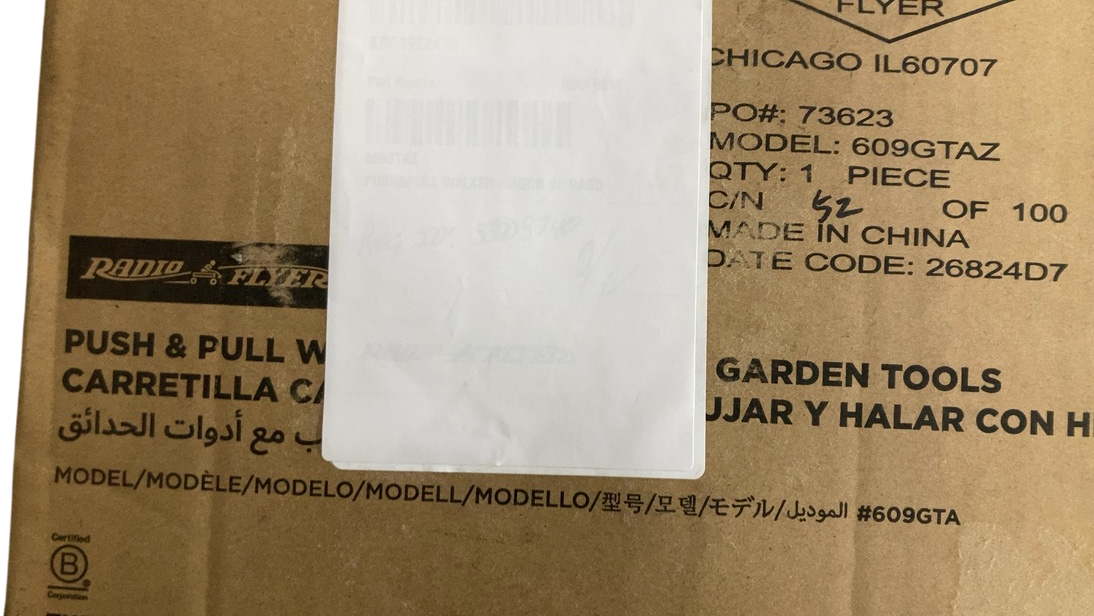 FLYER
CHICAGO IL60707
PO#: 73623
MODEL: 609GTAZ
QTY: 1 PIECE
C/N 52 OF 100
MADE IN CHINA
DATE CODE: 26824D7
RADIO FLYER
PUSH & PULL W GARDEN TOOLS
CARRETILLA CA UJAR Y HALAR CON H
ب مع أدوات الحدائق
MODEL/MODÈLE/MODELO/MODELL/MODELLO/型号/모델/モデル/الموديل #609GTA
Certified
B
Corporation